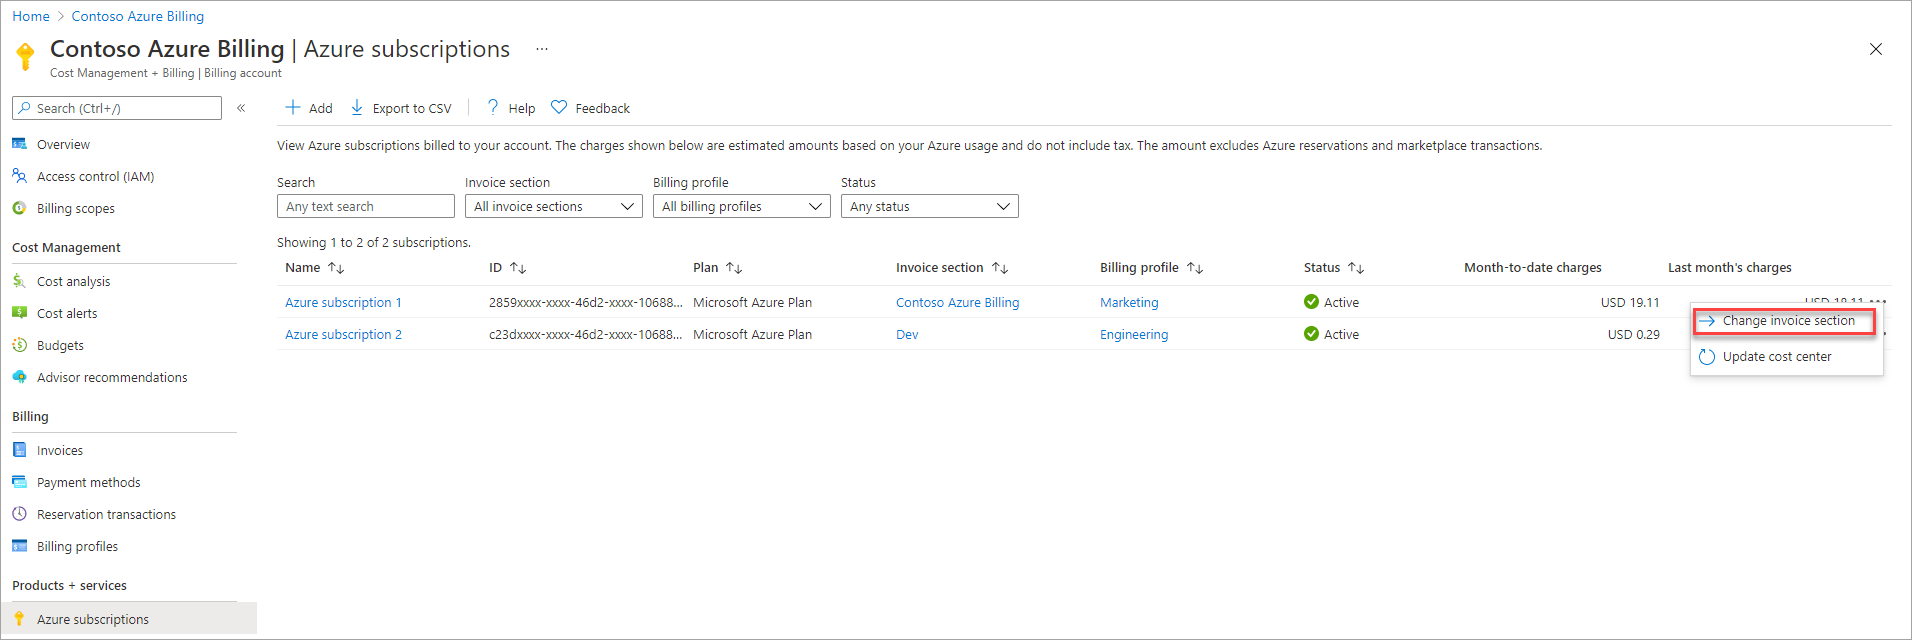 Home > Contoso Azure Billing
Contoso Azure Billing | Azure subscriptions ...
Cost Management + Billing | Billing account
Search (Ctrl+/) «
Overview
Access control (IAM)
Billing scopes
Cost Management
Cost analysis
Cost alerts
Budgets
Advisor recommendations
Billing
Invoices
Payment methods
Reservation transactions
Billing profiles
Products + services
Azure subscriptions
Add Export to CSV Help Feedback
View Azure subscriptions billed to your account. The charges shown below are estimated amounts based on your Azure usage and do not include tax. The amount excludes Azure reservations and marketplace transactions.
Search Invoice section Billing profile Status
Any text search All invoice sections All billing profiles Any status
Showing 1 to 2 of 2 subscriptions.
Name ↑↓ ID ↑↓ Plan ↑↓ Invoice section ↑↓ Billing profile ↑↓ Status ↑↓ Month-to-date charges Last month's charges
Azure subscription 1 2859xxxx-xxxx-46d2-xxxx-10688... Microsoft Azure Plan Contoso Azure Billing Marketing Active USD 19.11
Azure subscription 2 c23dxxxx-xxxx-46d2-xxxx-10688... Microsoft Azure Plan Dev Engineering Active USD 0.29
Change invoice section
Update cost center